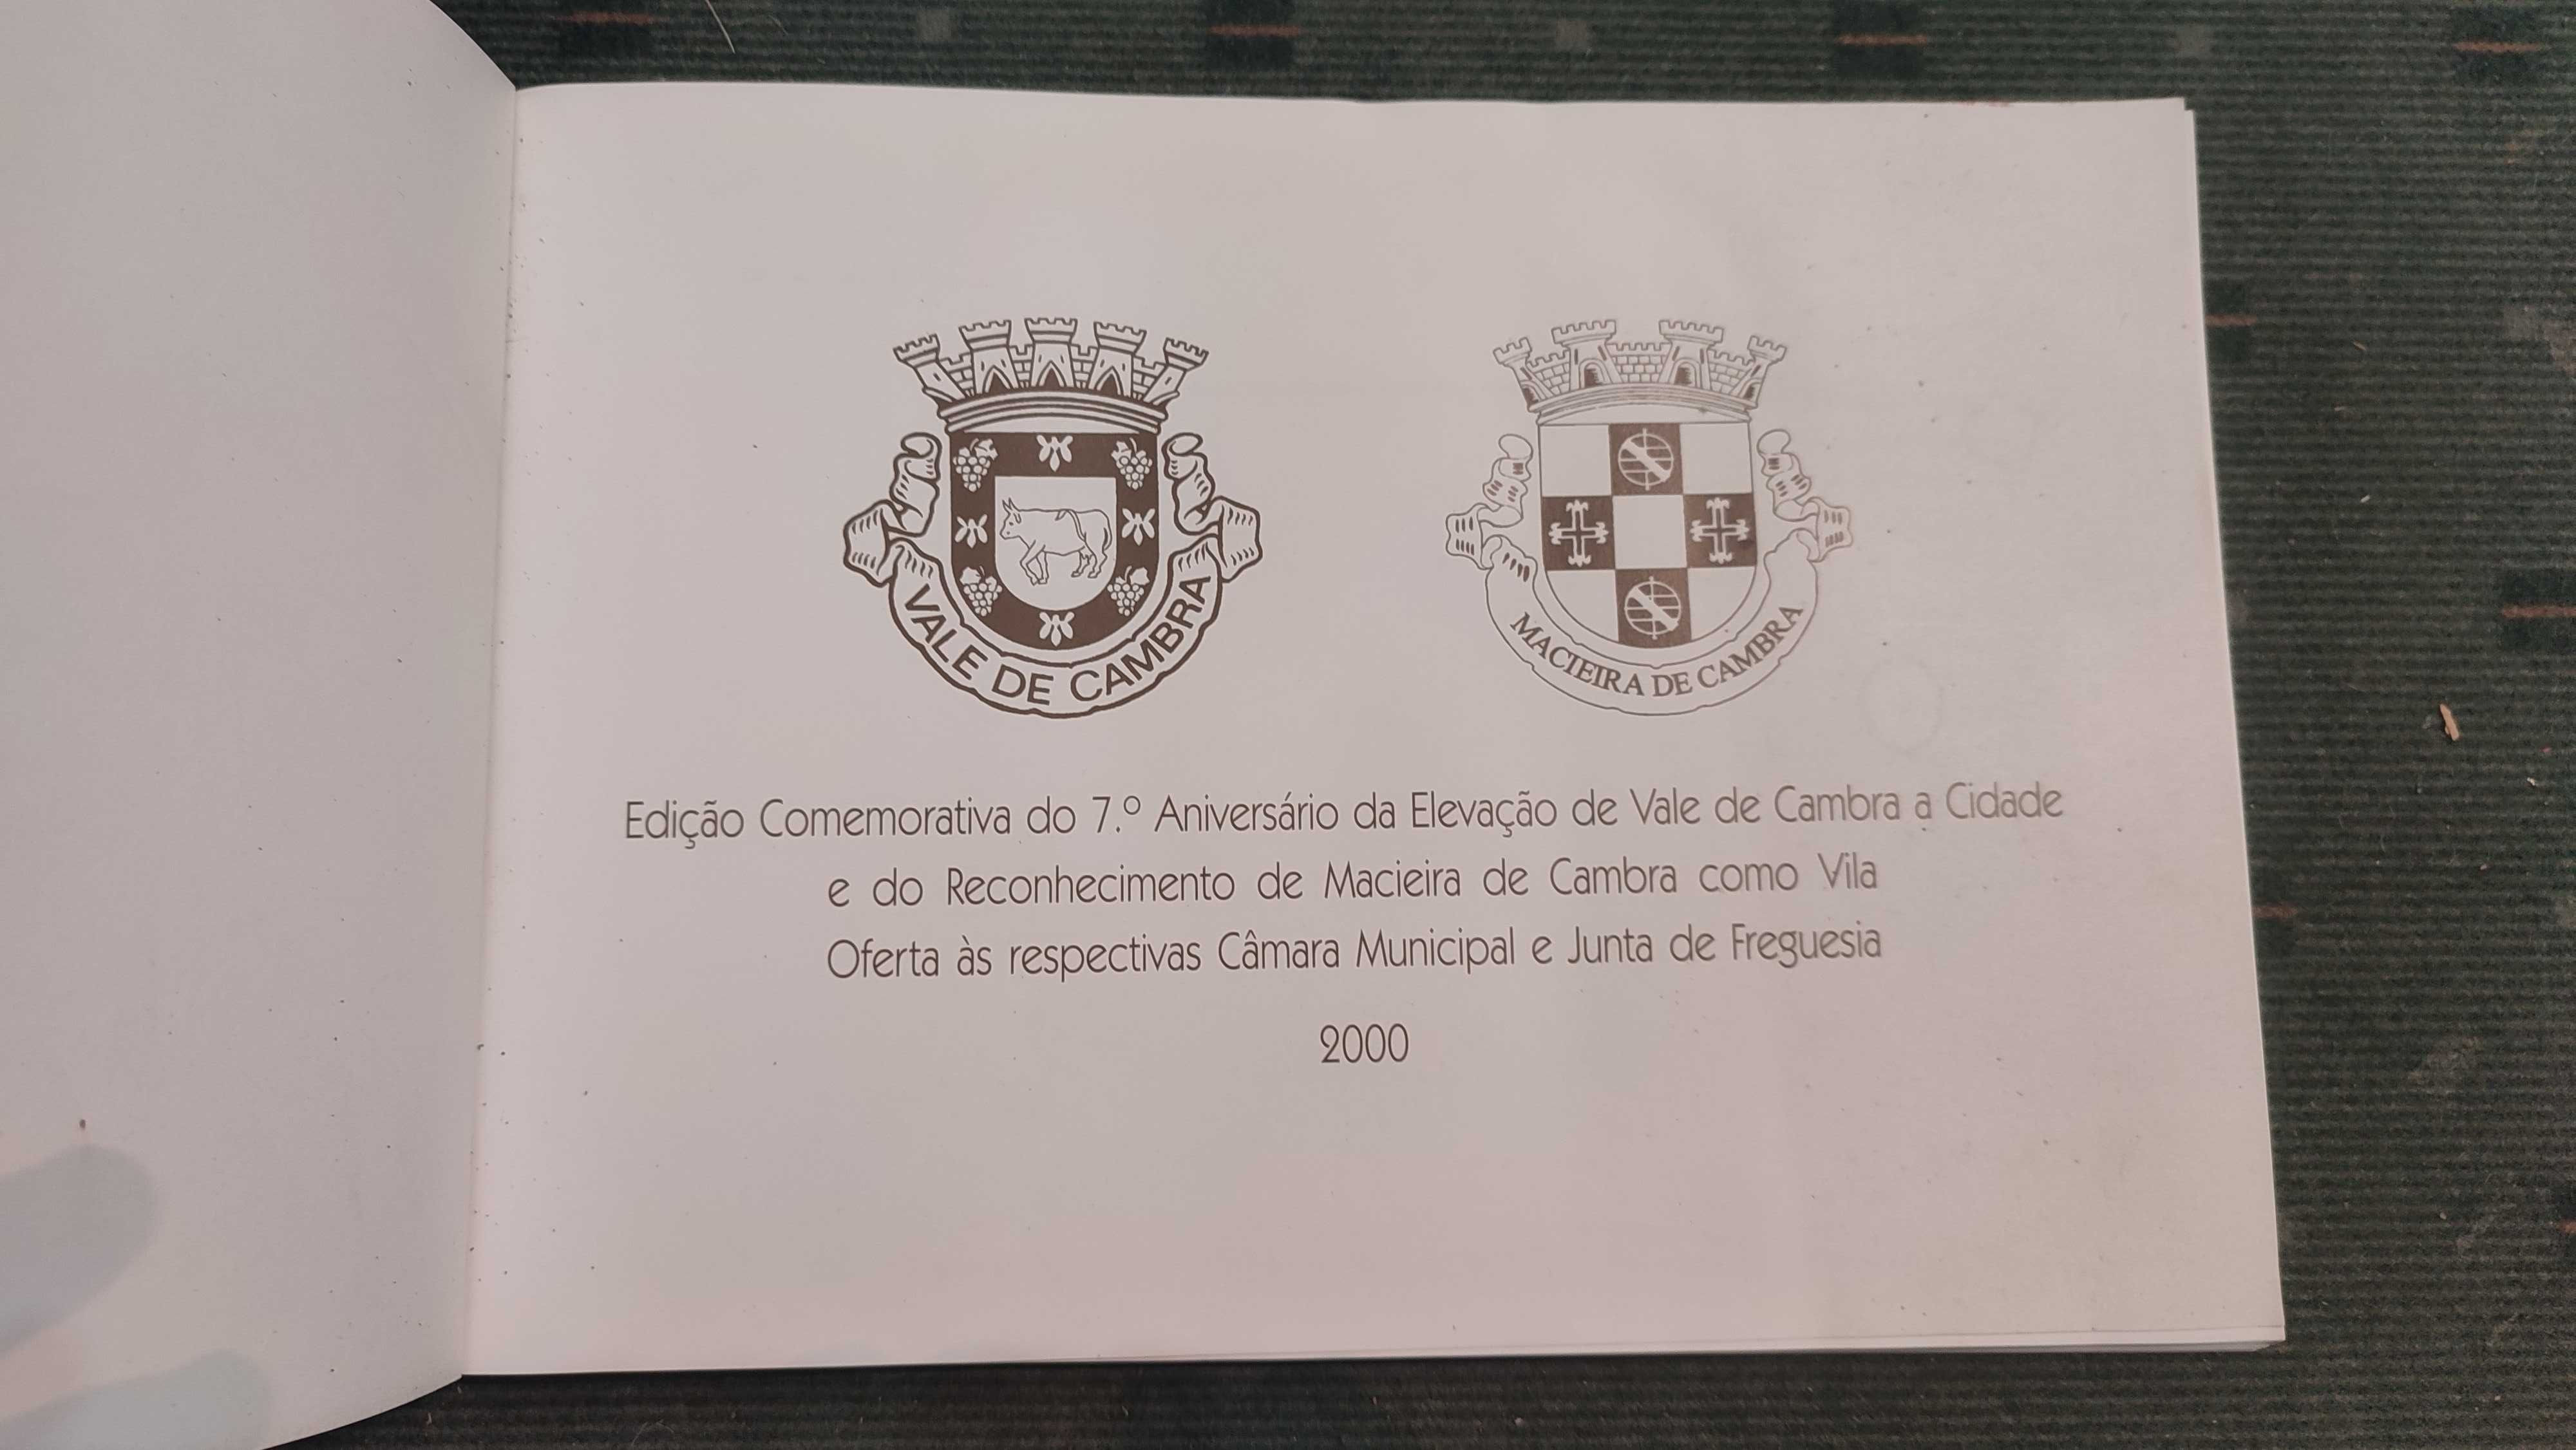 VALE DE CAMBRA
MACIEIRA DE CAMBRA
Edição Comemorativa do 7.º Aniversário da Elevação de Vale de Cambra a Cidade
e do Reconhecimento de Macieira de Cambra como Vila
Oferta às respectivas Câmara Municipal e Junta de Freguesia
2000